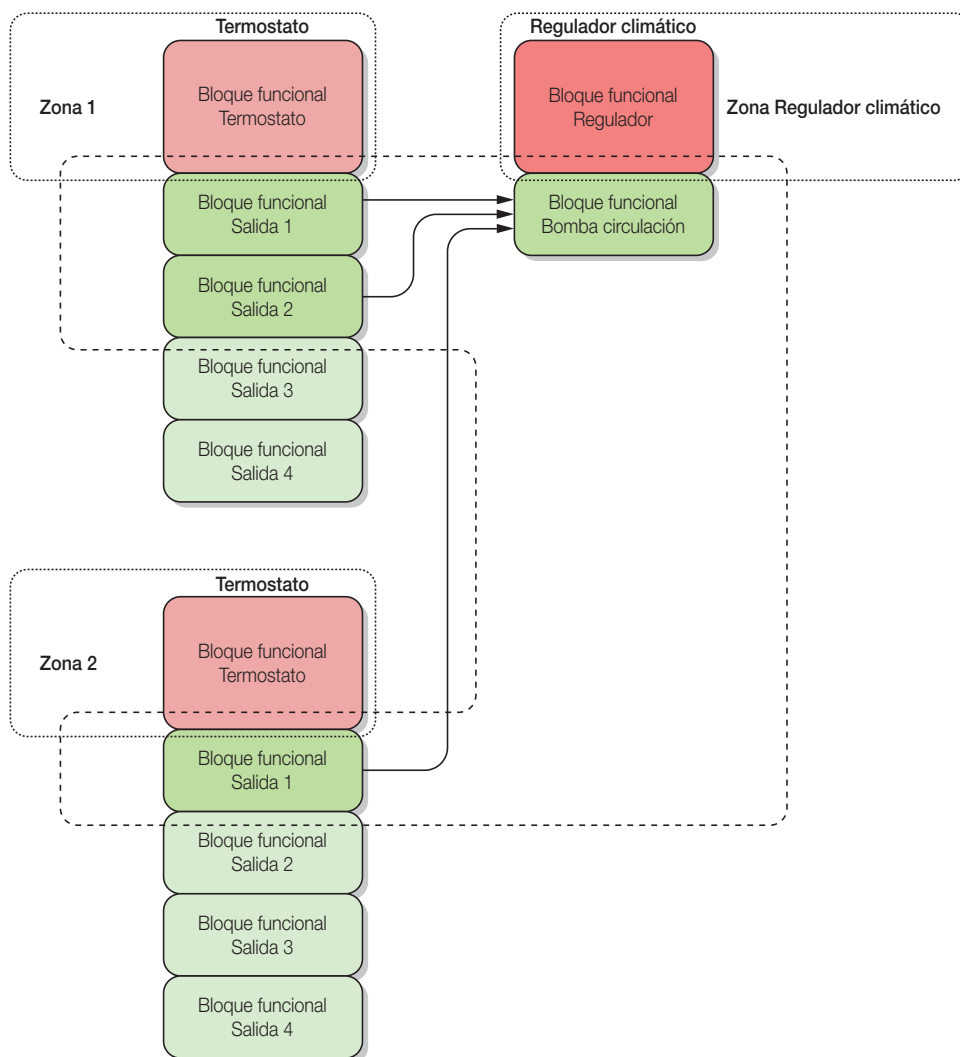 Termostato
Regulador climático
Bloque funcional
Termostato
Zona 1
Bloque funcional
Regulador
Zona Regulador climático
Bloque funcional
Salida 1
Bloque funcional
Bomba circulación
Bloque funcional
Salida 2
Bloque funcional
Salida 3
Bloque funcional
Salida 4
Termostato
Bloque funcional
Termostato
Zona 2
Bloque funcional
Salida 1
Bloque funcional
Salida 2
Bloque funcional
Salida 3
Bloque funcional
Salida 4